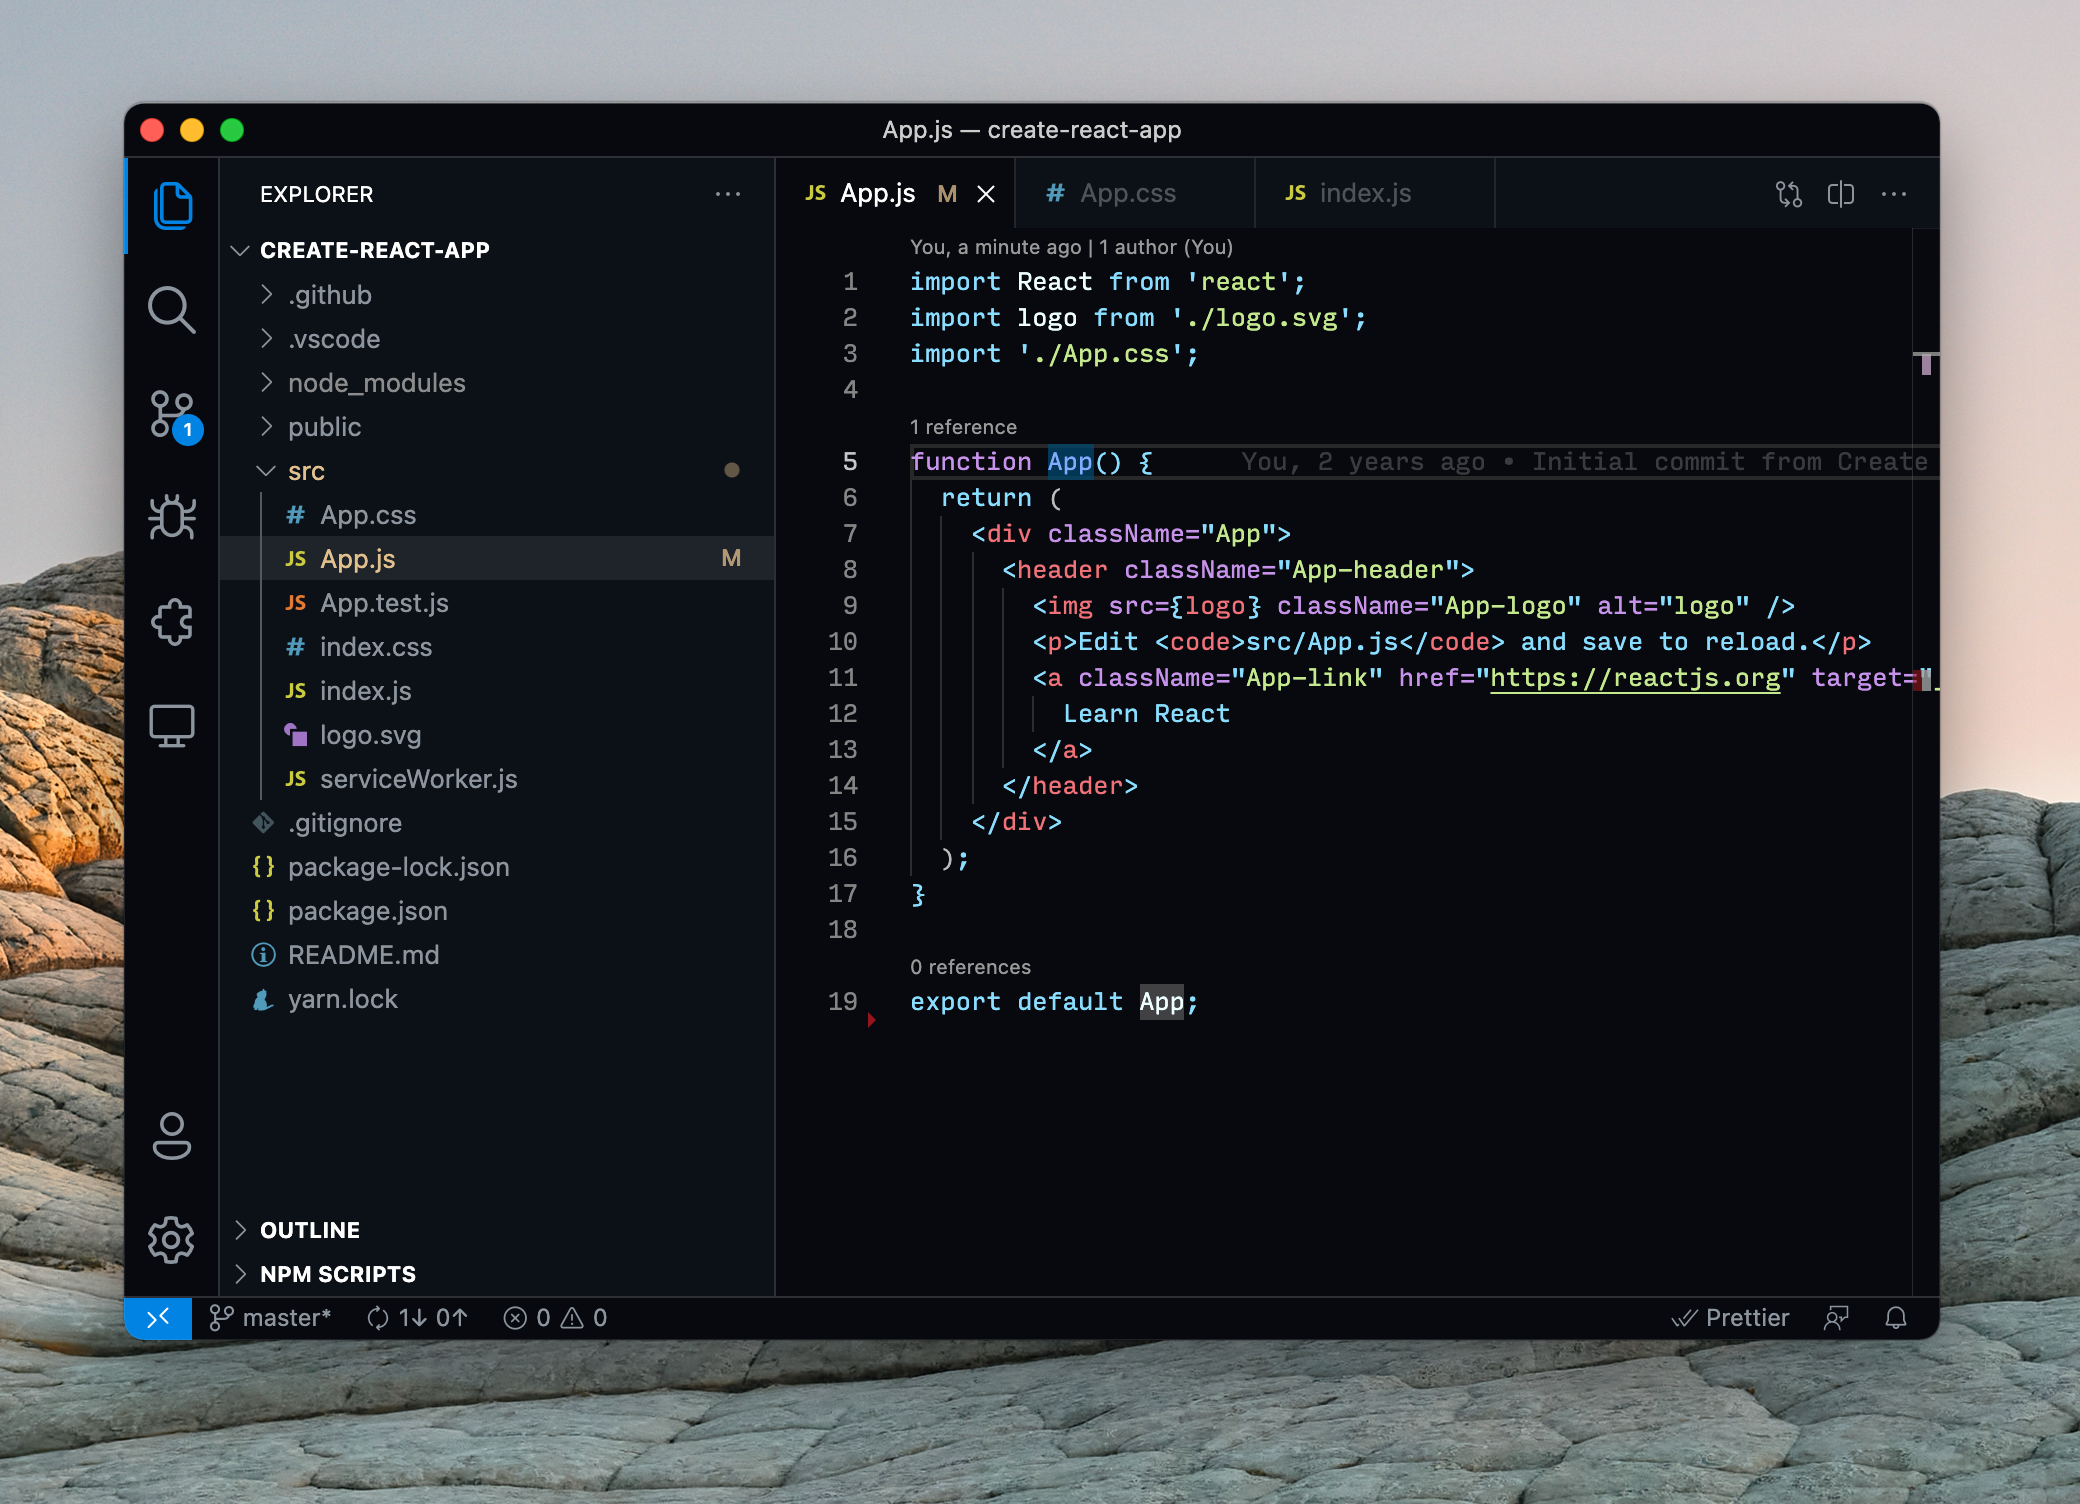 App.js — create-react-app
EXPLORER
CREATE-REACT-APP
.github
.vscode
node_modules
public
src
# App.css
JS App.js M
JS App.test.js
# index.css
JS index.js
logo.svg
JS serviceWorker.js
.gitignore
{} package-lock.json
{} package.json
README.md
yarn.lock
OUTLINE
NPM SCRIPTS
1
JS App.js M
# App.css
JS index.js
You, a minute ago | 1 author (You)
1 import React from 'react';
2 import logo from './logo.svg';
3 import './App.css';
4
1 reference
5 function App() { You, 2 years ago • Initial commit from Create
6 return (
7 <div className="App">
8 <header className="App-header">
9 <img src={logo} className="App-logo" alt="logo" />
10 <p>Edit <code>src/App.js</code> and save to reload.</p>
11 <a className="App-link" href="https://reactjs.org" target="_
12 Learn React
13 </a>
14 </header>
15 </div>
16 );
17 }
18
0 references
19 export default App;
master* 1↓ 0↑ 0 0
Prettier